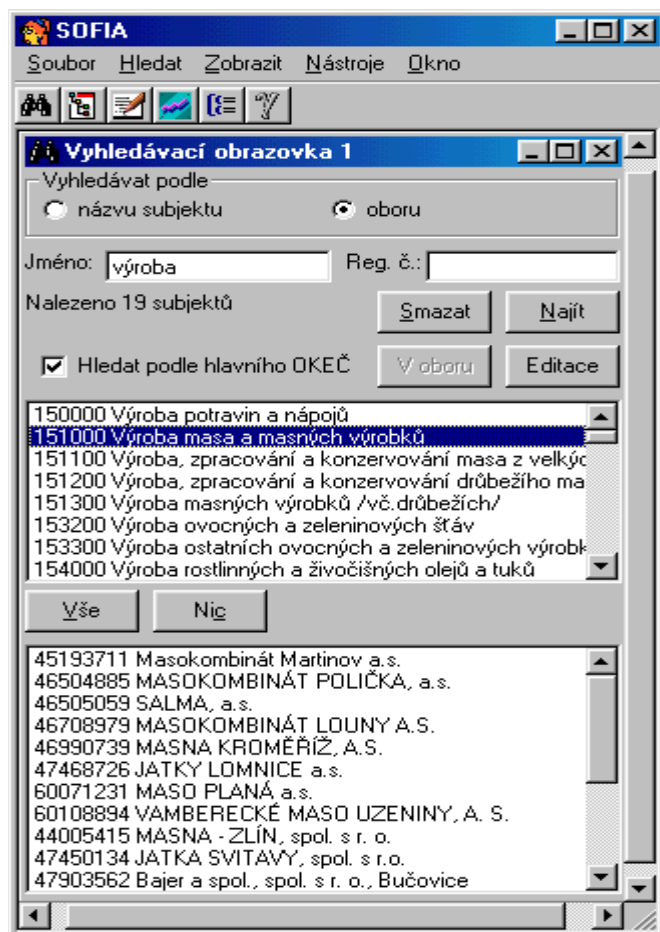 SOFIA
Soubor Hledat Zobrazit Nástroje Okno
Vyhledávací obrazovka 1
Vyhledávat podle
názvu subjektu oboru
Jméno: výroba Reg. č.:
Nalezeno 19 subjektů Smazat Najít
Hledat podle hlavního OKEČ V oboru Editace
150000 Výroba potravin a nápojů
151000 Výroba masa a masných výrobků
151100 Výroba, zpracování a konzervování masa z velkýc
151200 Výroba, zpracování a konzervování drůbežího ma
151300 Výroba masných výrobků /vč.drůbežích/
153200 Výroba ovocných a zeleninových šťáv
153300 Výroba ostatních ovocných a zeleninových výrobk
154000 Výroba rostlinných a živočišných olejů a tuků
Vše Nic
45193711 Masokombinát Martinov a.s.
46504885 MASOKOMBINÁT POLIČKA, a.s.
46505059 SALMA, a.s.
46708979 MASOKOMBINÁT LOUNY A.S.
46990739 MASNA KROMĚŘÍŽ, A.S.
47468726 JATKY LOMNICE a.s.
60071231 MASO PLANÁ a.s.
60108894 VAMBERECKÉ MASO UZENINY, A. S.
44005415 MASNA - ZLÍN, spol. s r. o.
47450134 JATKA SVITAVY, spol. s r.o.
47903562 Bajer a spol., spol. s r. o., Bučovice